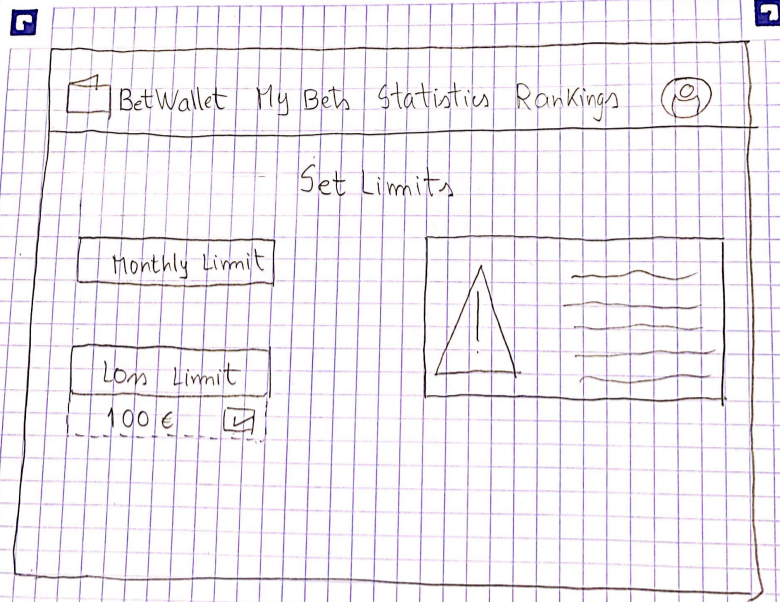 BetWallet My Bets Statistics Rankings
Set Limits
Monthly Limit
Loss Limit
100 €